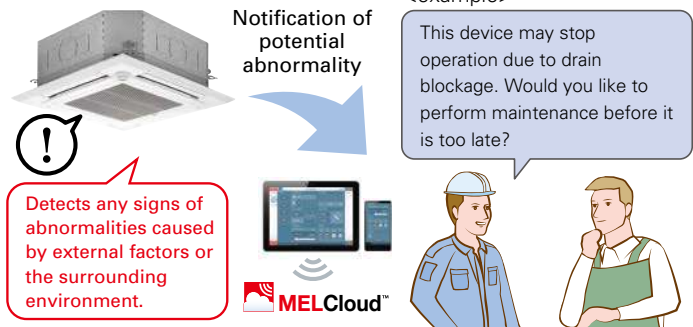 Notification of
potential
abnormality
<example>
This device may stop
operation due to drain
blockage. Would you like to
perform maintenance before it
is too late?
!
Detects any signs of
abnormalities caused
by external factors or
the surrounding
environment.
MELCloud™